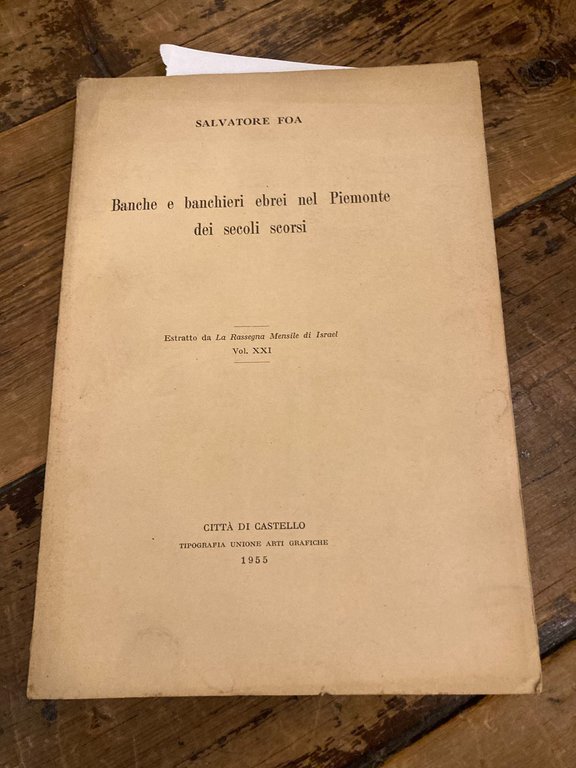 SALVATORE FOA
Banche e banchieri ebrei nel Piemonte
dei secoli scorsi
Estratto da La Rassegna Mensile di Israel
Vol. XXI
CITTÀ DI CASTELLO
TIPOGRAFIA UNIONE ARTI GRAFICHE
1955